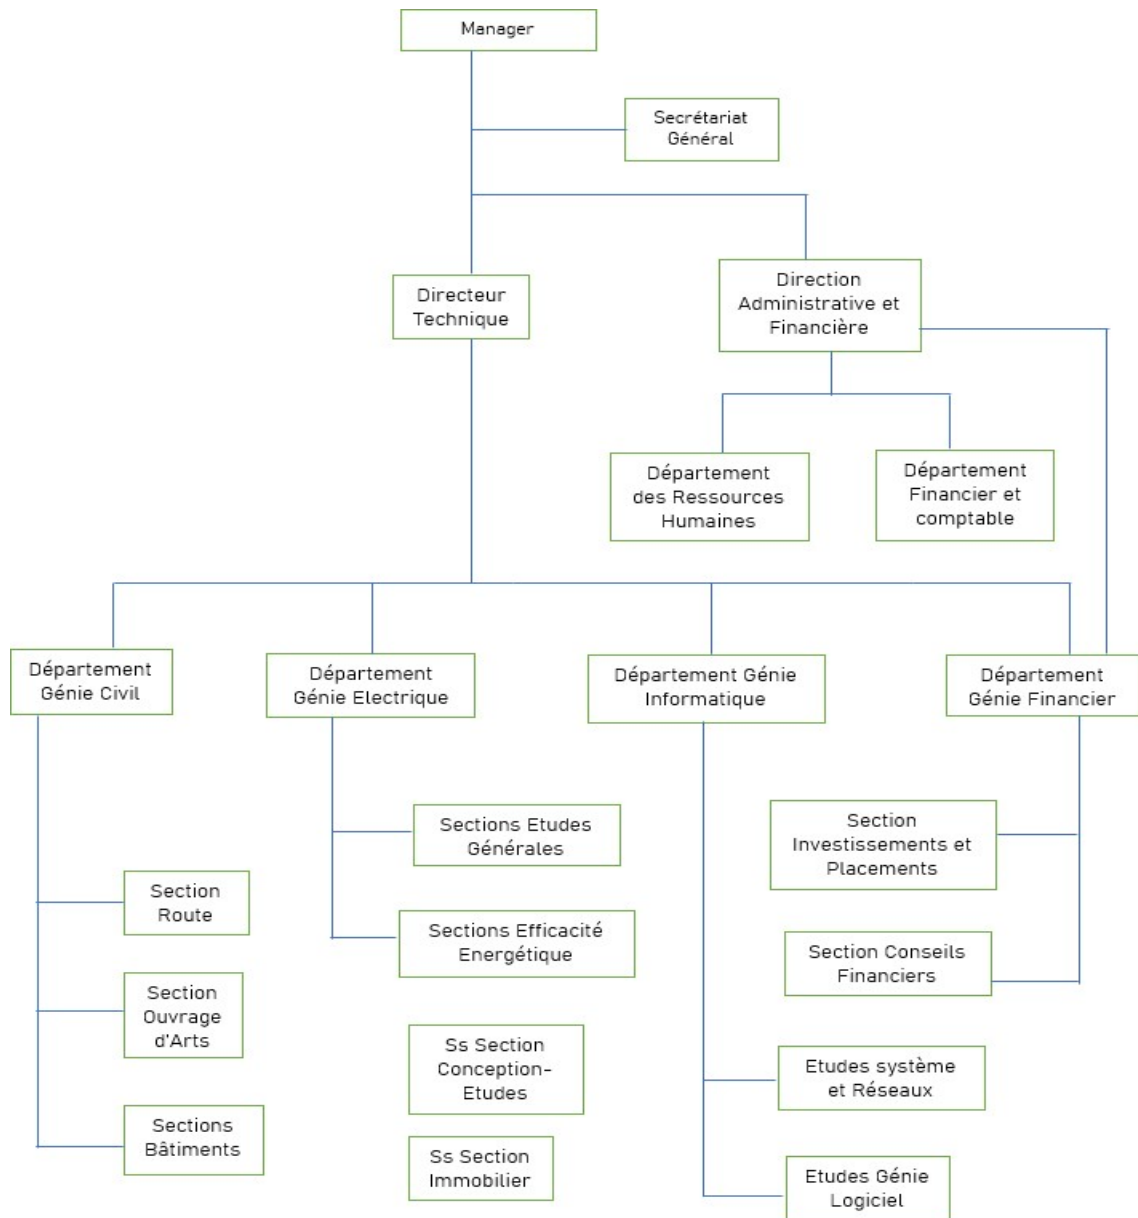 Manager
Secrétariat
Général
Directeur
Technique
Direction
Administrative et
Financière
Département
des Ressources
Humaines
Département
Financier et
comptable
Département
Génie Civil
Département
Génie Electrique
Département Génie
Informatique
Département
Génie Financier
Section
Route
Section
Ouvrage
d'Arts
Sections
Bâtiments
Sections Etudes
Générales
Sections Efficacité
Energétique
Ss Section
Conception-
Etudes
Ss Section
Immobilier
Section
Investissements et
Placements
Section Conseils
Financiers
Etudes système
et Réseaux
Etudes Génie
Logiciel